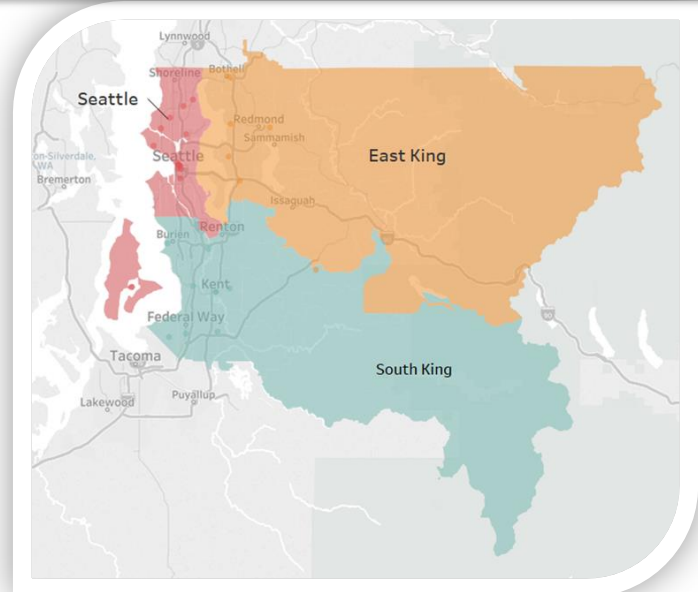 Lynnwood
Shoreline
Bothell
Seattle
Redmond
Sammamish
Seattle
East King
on-Silverdale,
WA
Bremerton
Issaquah
Renton
Burien
Kent
Federal Way
Tacoma
South King
Puyallup
Lakewood
90